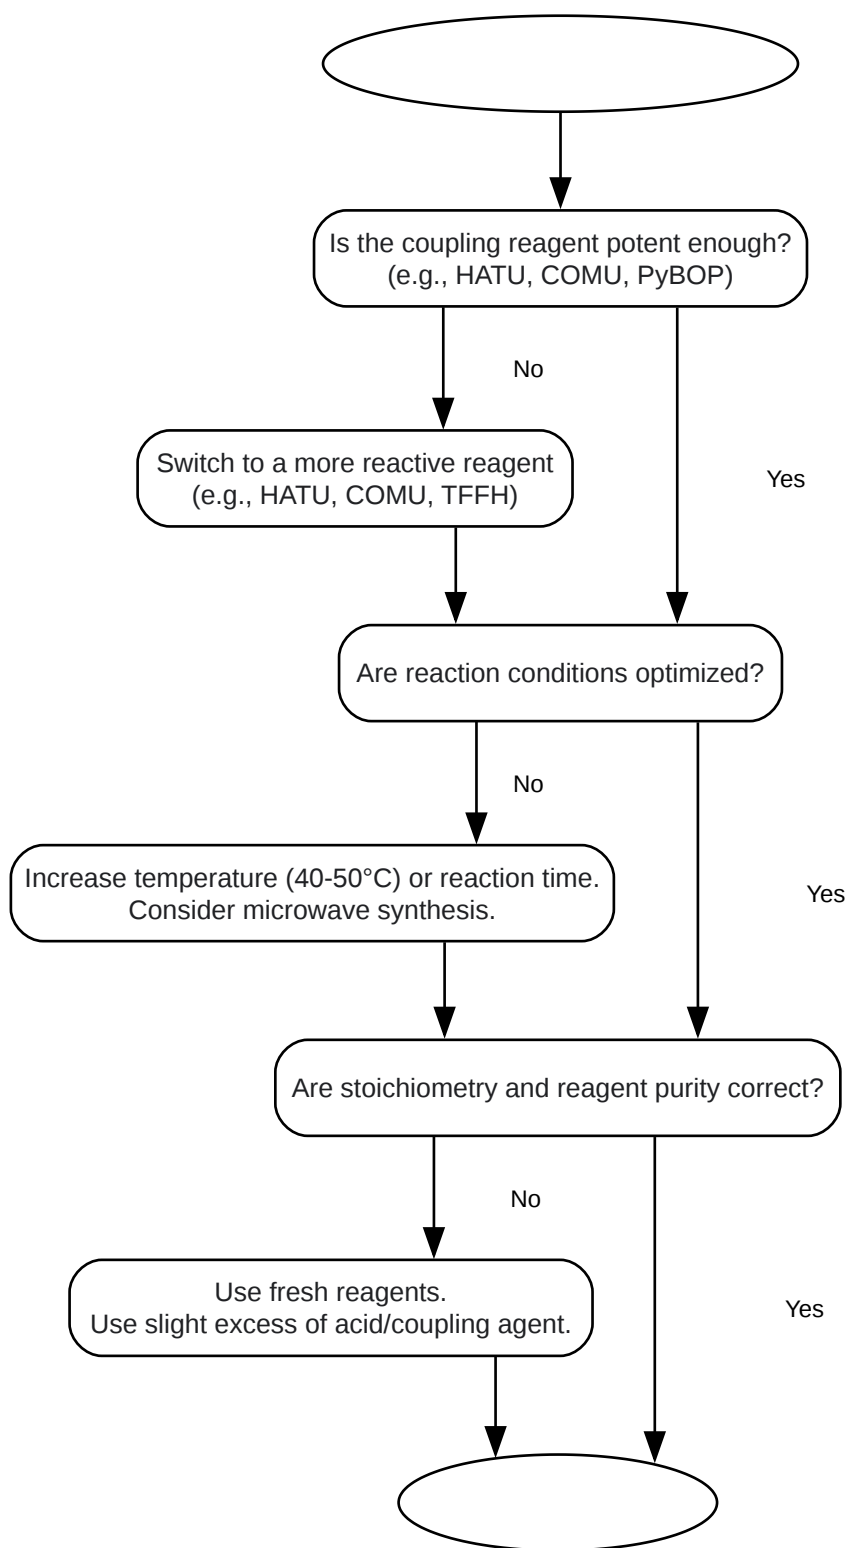 Is the coupling reagent potent enough?
(e.g., HATU, COMU, PyBOP)
No
Switch to a more reactive reagent
(e.g., HATU, COMU, TFFH)
Yes
Are reaction conditions optimized?
No
Increase temperature (40-50°C) or reaction time.
Consider microwave synthesis.
Yes
Are stoichiometry and reagent purity correct?
No
Use fresh reagents.
Use slight excess of acid/coupling agent.
Yes